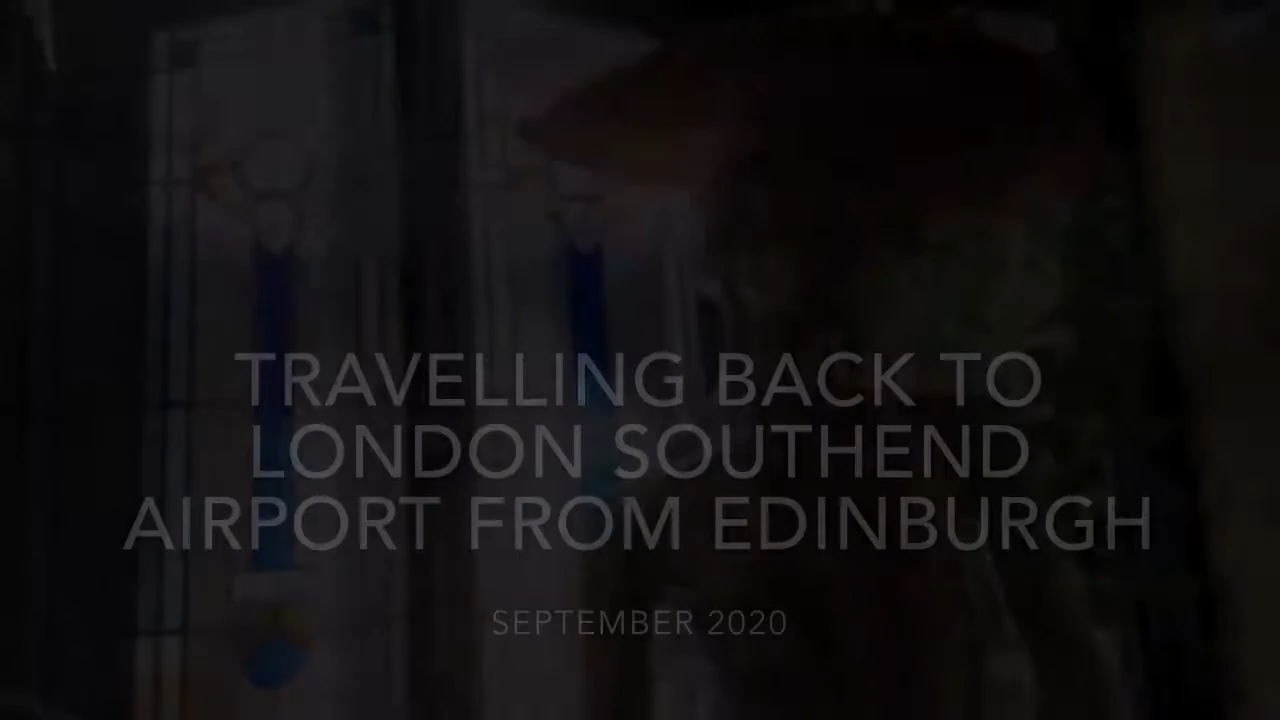 TRAVELLING BACK TO
LONDON SOUTHEND
AIRPORT FROM EDINBURGH
SEPTEMBER 2020